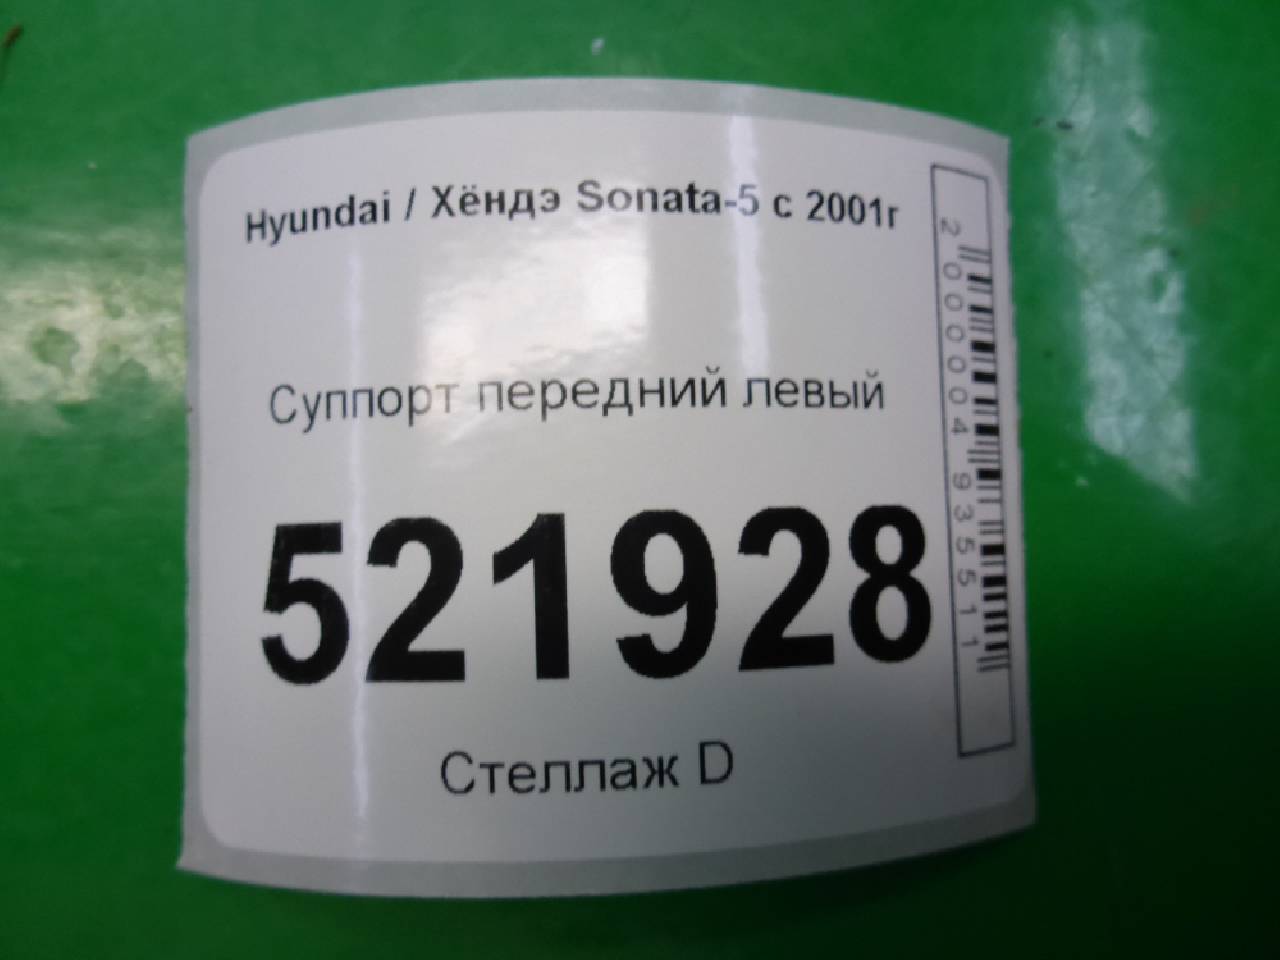 Hyundai / Хёндэ Sonata-5 с 2001г
Суппорт передний левый
521928
Стеллаж D
2000004935511